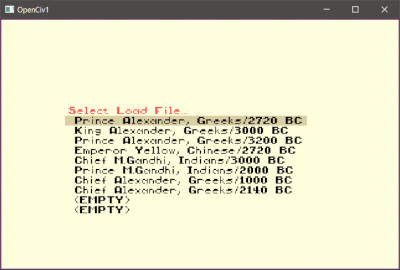 OpenCiv1
Select Load File...
Prince Alexander, Greeks/2720 BC
King Alexander, Greeks/3000 BC
Prince Alexander, Greeks/3200 BC
Emperor Yellow, Chinese/2720 BC
Chief M.Gandhi, Indians/3000 BC
Prince M.Gandhi, Indians/2000 BC
Chief Alexander, Greeks/1000 BC
Chief Alexander, Greeks/2140 BC
(EMPTY)
(EMPTY)